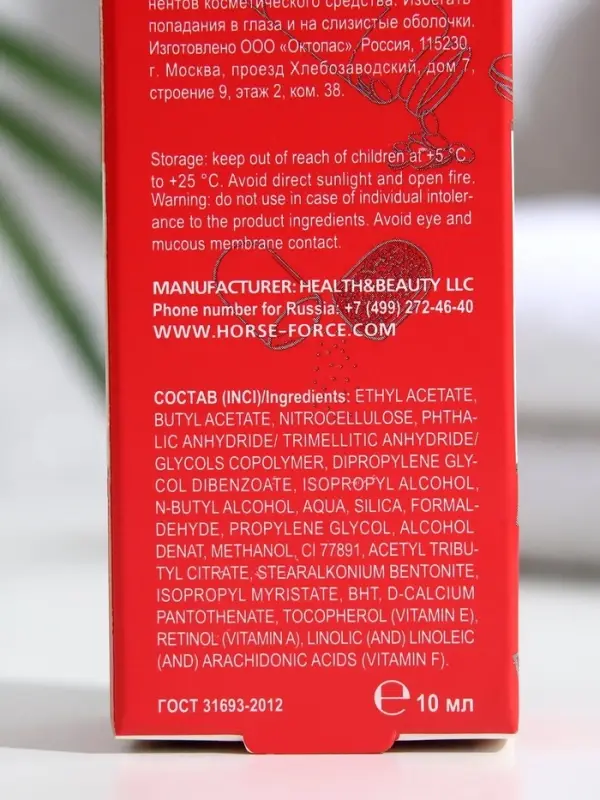 нентов косметического средства. Избегать
попадания в глаза и на слизистые оболочки.
Изготовлено ООО «Октопас», Россия, 115230,
г. Москва, проезд Хлебозаводский, дом 7,
строение 9, этаж 2, ком. 38.
Storage: keep out of reach of children at +5 °C
to +25 °C. Avoid direct sunlight and open fire.
Warning: do not use in case of individual intoler-
ance to the product ingredients. Avoid eye and
mucous membrane contact.
MANUFACTURER: HEALTH&BEAUTY LLC
Phone number for Russia: +7 (499) 272-46-40
WWW.HORSE-FORCE.COM
СОСТАВ (INCI)/Ingredients: ETHYL ACETATE,
BUTYL ACETATE, NITROCELLULOSE, PHTHA-
LIC ANHYDRIDE/ TRIMELLITIC ANHYDRIDE/
GLYCOLS COPOLYMER, DIPROPYLENE GLY-
COL DIBENZOATE, ISOPROPYL ALCOHOL,
N-BUTYL ALCOHOL, AQUA, SILICA, FORMAL-
DEHYDE, PROPYLENE GLYCOL, ALCOHOL
DENAT, METHANOL, CI 77891, ACETYL TRIBU-
TYL CITRATE, STEARALKONIUM BENTONITE,
ISOPROPYL MYRISTATE, BHT, D-CALCIUM
PANTOTHENATE, TOCOPHEROL (VITAMIN E),
RETINOL (VITAMIN A), LINOLIC (AND) LINOLEIC
(AND) ARACHIDONIC ACIDS (VITAMIN F).
ГОСТ 31693-2012
℮ 10 мл